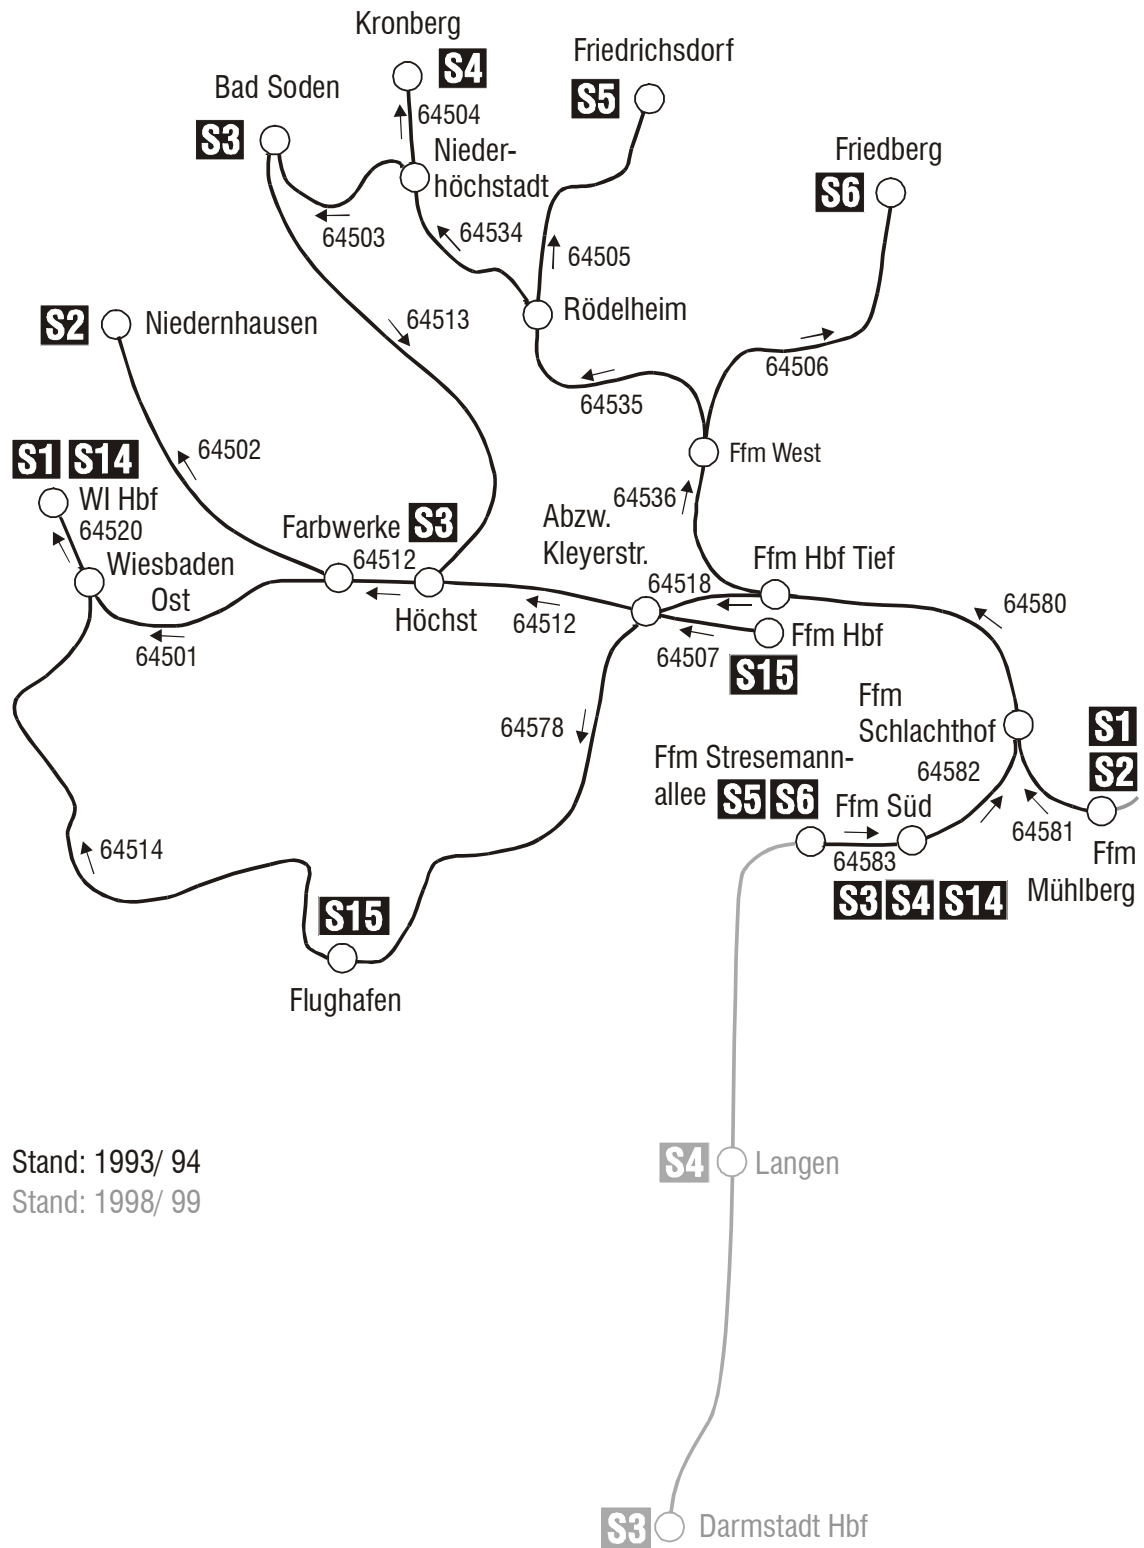 Kronberg
S4
Friedrichsdorf
S5
Bad Soden
S3
64504
Nieder-
höchstadt
Friedberg
S6
64503
64534
64505
Rödelheim
S2
Niedernhausen
64513
64506
64535
64502
Ffm West
S1 S14
WI Hbf
64520
64536
Farbwerke S3
Abzw.
Kleyerstr.
Wiesbaden
Ost
64512
Höchst
64518
Ffm Hbf Tief
64580
64512
Ffm Hbf
64507
S15
64501
64578
Ffm
Schlachthof
S1
S2
Ffm Stresemann-
allee S5 S6
64582
Ffm Süd
64581
64583
Ffm
Mühlberg
S3 S4 S14
64514
S15
Flughafen
Stand: 1993/ 94
Stand: 1998/ 99
S4 Langen
S3 Darmstadt Hbf